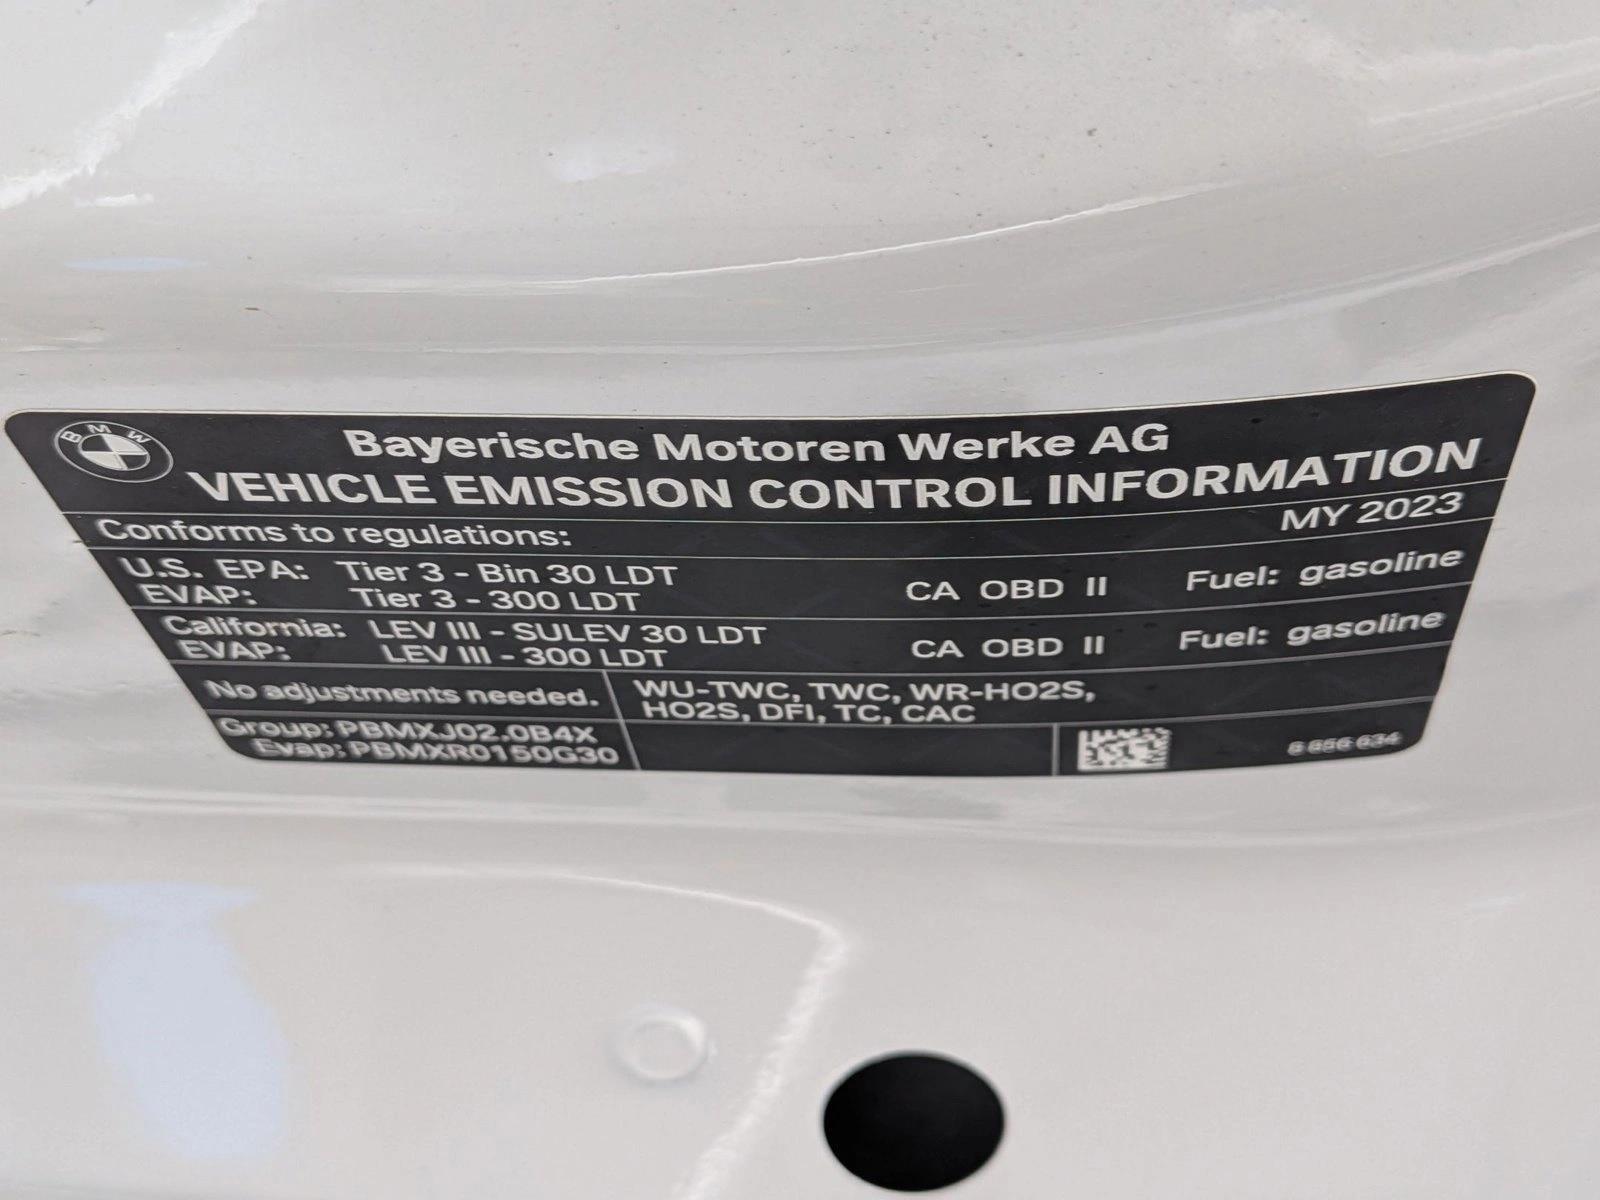 BMW
Bayerische Motoren Werke AG
VEHICLE EMISSION CONTROL INFORMATION
Conforms to regulations: MY 2023
U.S. EPA: Tier 3 - Bin 30 LDT CA OBD II Fuel: gasoline
EVAP: Tier 3 - 300 LDT
California: LEV III - SULEV 30 LDT CA OBD II Fuel: gasoline
EVAP: LEV III - 300 LDT
No adjustments needed. WU-TWC, TWC, WR-HO2S,
HO2S, DFI, TC, CAC
Group: PBMXJ02.0B4X
Evap: PBMXR0150G30
8 656 634